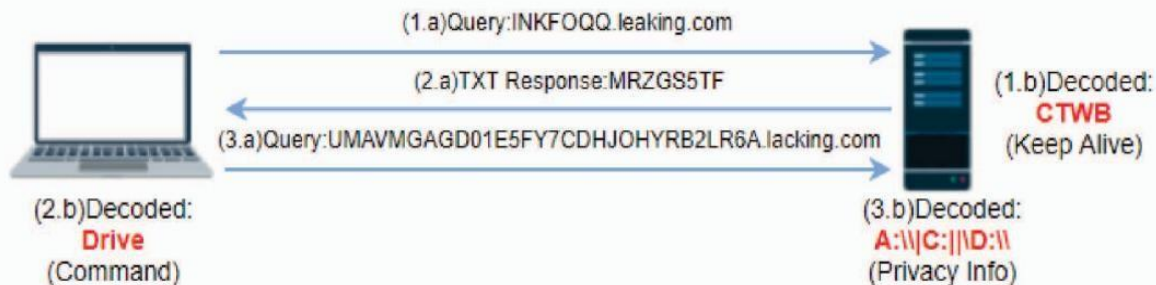 (1.a)Query:INKFOQQ.leaking.com
(2.a)TXT Response:MRZGS5TF
(3.a)Query:UMAVMGAGD01E5FY7CDHJOHYRB2LR6A.lacking.com
(1.b)Decoded:
CTWB
(Keep Alive)
(2.b)Decoded:
Drive
(Command)
(3.b)Decoded:
A:\\|C:||\D:\\
(Privacy Info)